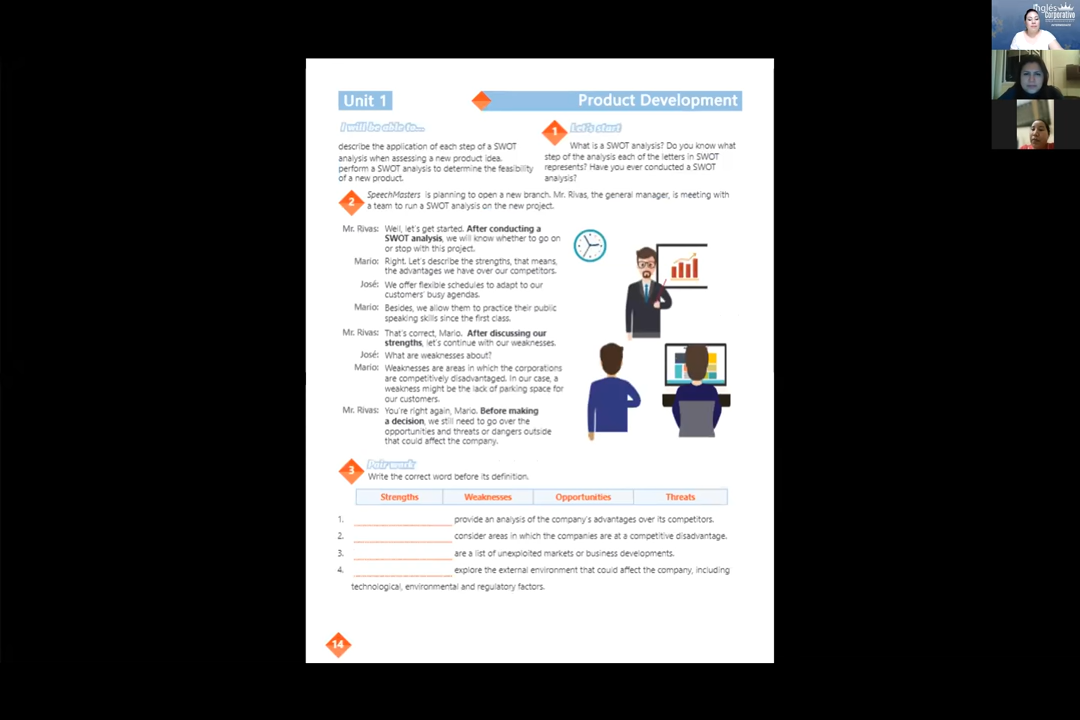 Inglés
Corporativo
INTERMEDIATE
Unit 1
Product Development
I will be able to...
describe the application of each step of a SWOT
analysis when assessing a new product idea.
perform a SWOT analysis to determine the feasibility
of a new product.
1
Let's start
What is a SWOT analysis? Do you know what
step of the analysis each of the letters in SWOT
represents? Have you ever conducted a SWOT
analysis?
2
SpeechMasters is planning to open a new branch. Mr. Rivas, the general manager, is meeting with
a team to run a SWOT analysis on the new project.
Mr. Rivas: Well, let's get started. After conducting a
SWOT analysis, we will know whether to go on
or stop with this project.
Mario: Right. Let's describe the strengths, that means,
the advantages we have over our competitors.
José: We offer flexible schedules to adapt to our
customers' busy agendas.
Mario: Besides, we allow them to practice their public
speaking skills since the first class.
Mr. Rivas: That's correct, Mario. After discussing our
strengths, let's continue with our weaknesses.
José: What are weaknesses about?
Mario: Weaknesses are areas in which the corporations
are competitively disadvantaged. In our case, a
weakness might be the lack of parking space for
our customers.
Mr. Rivas: You're right again, Mario. Before making
a decision, we still need to go over the
opportunities and threats or dangers outside
that could affect the company.
3
Pair work
Write the correct word before its definition.
Strengths Weaknesses Opportunities Threats
1. provide an analysis of the company's advantages over its competitors.
2. consider areas in which the companies are at a competitive disadvantage.
3. are a list of unexploited markets or business developments.
4. explore the external environment that could affect the company, including
technological, environmental and regulatory factors.
14